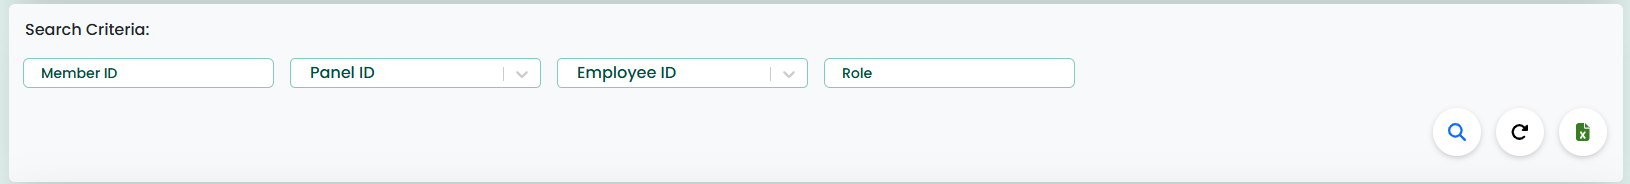 Search Criteria:
Member ID Panel ID Employee ID Role
X